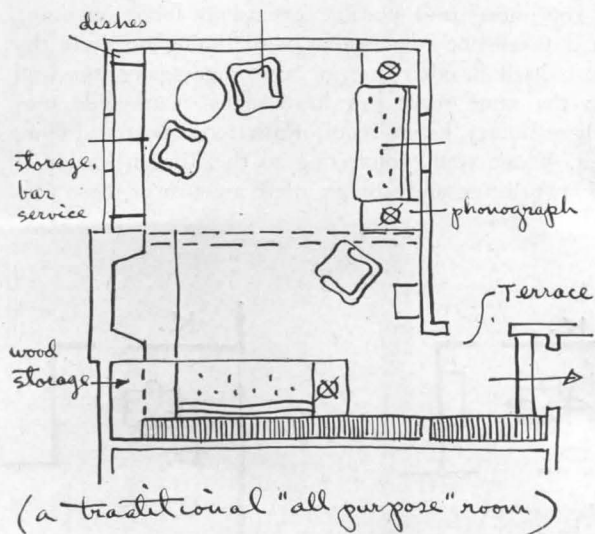 dishes
storage,
bar
service
phonograph
Terrace
wood
storage
(a traditional "all purpose" room)